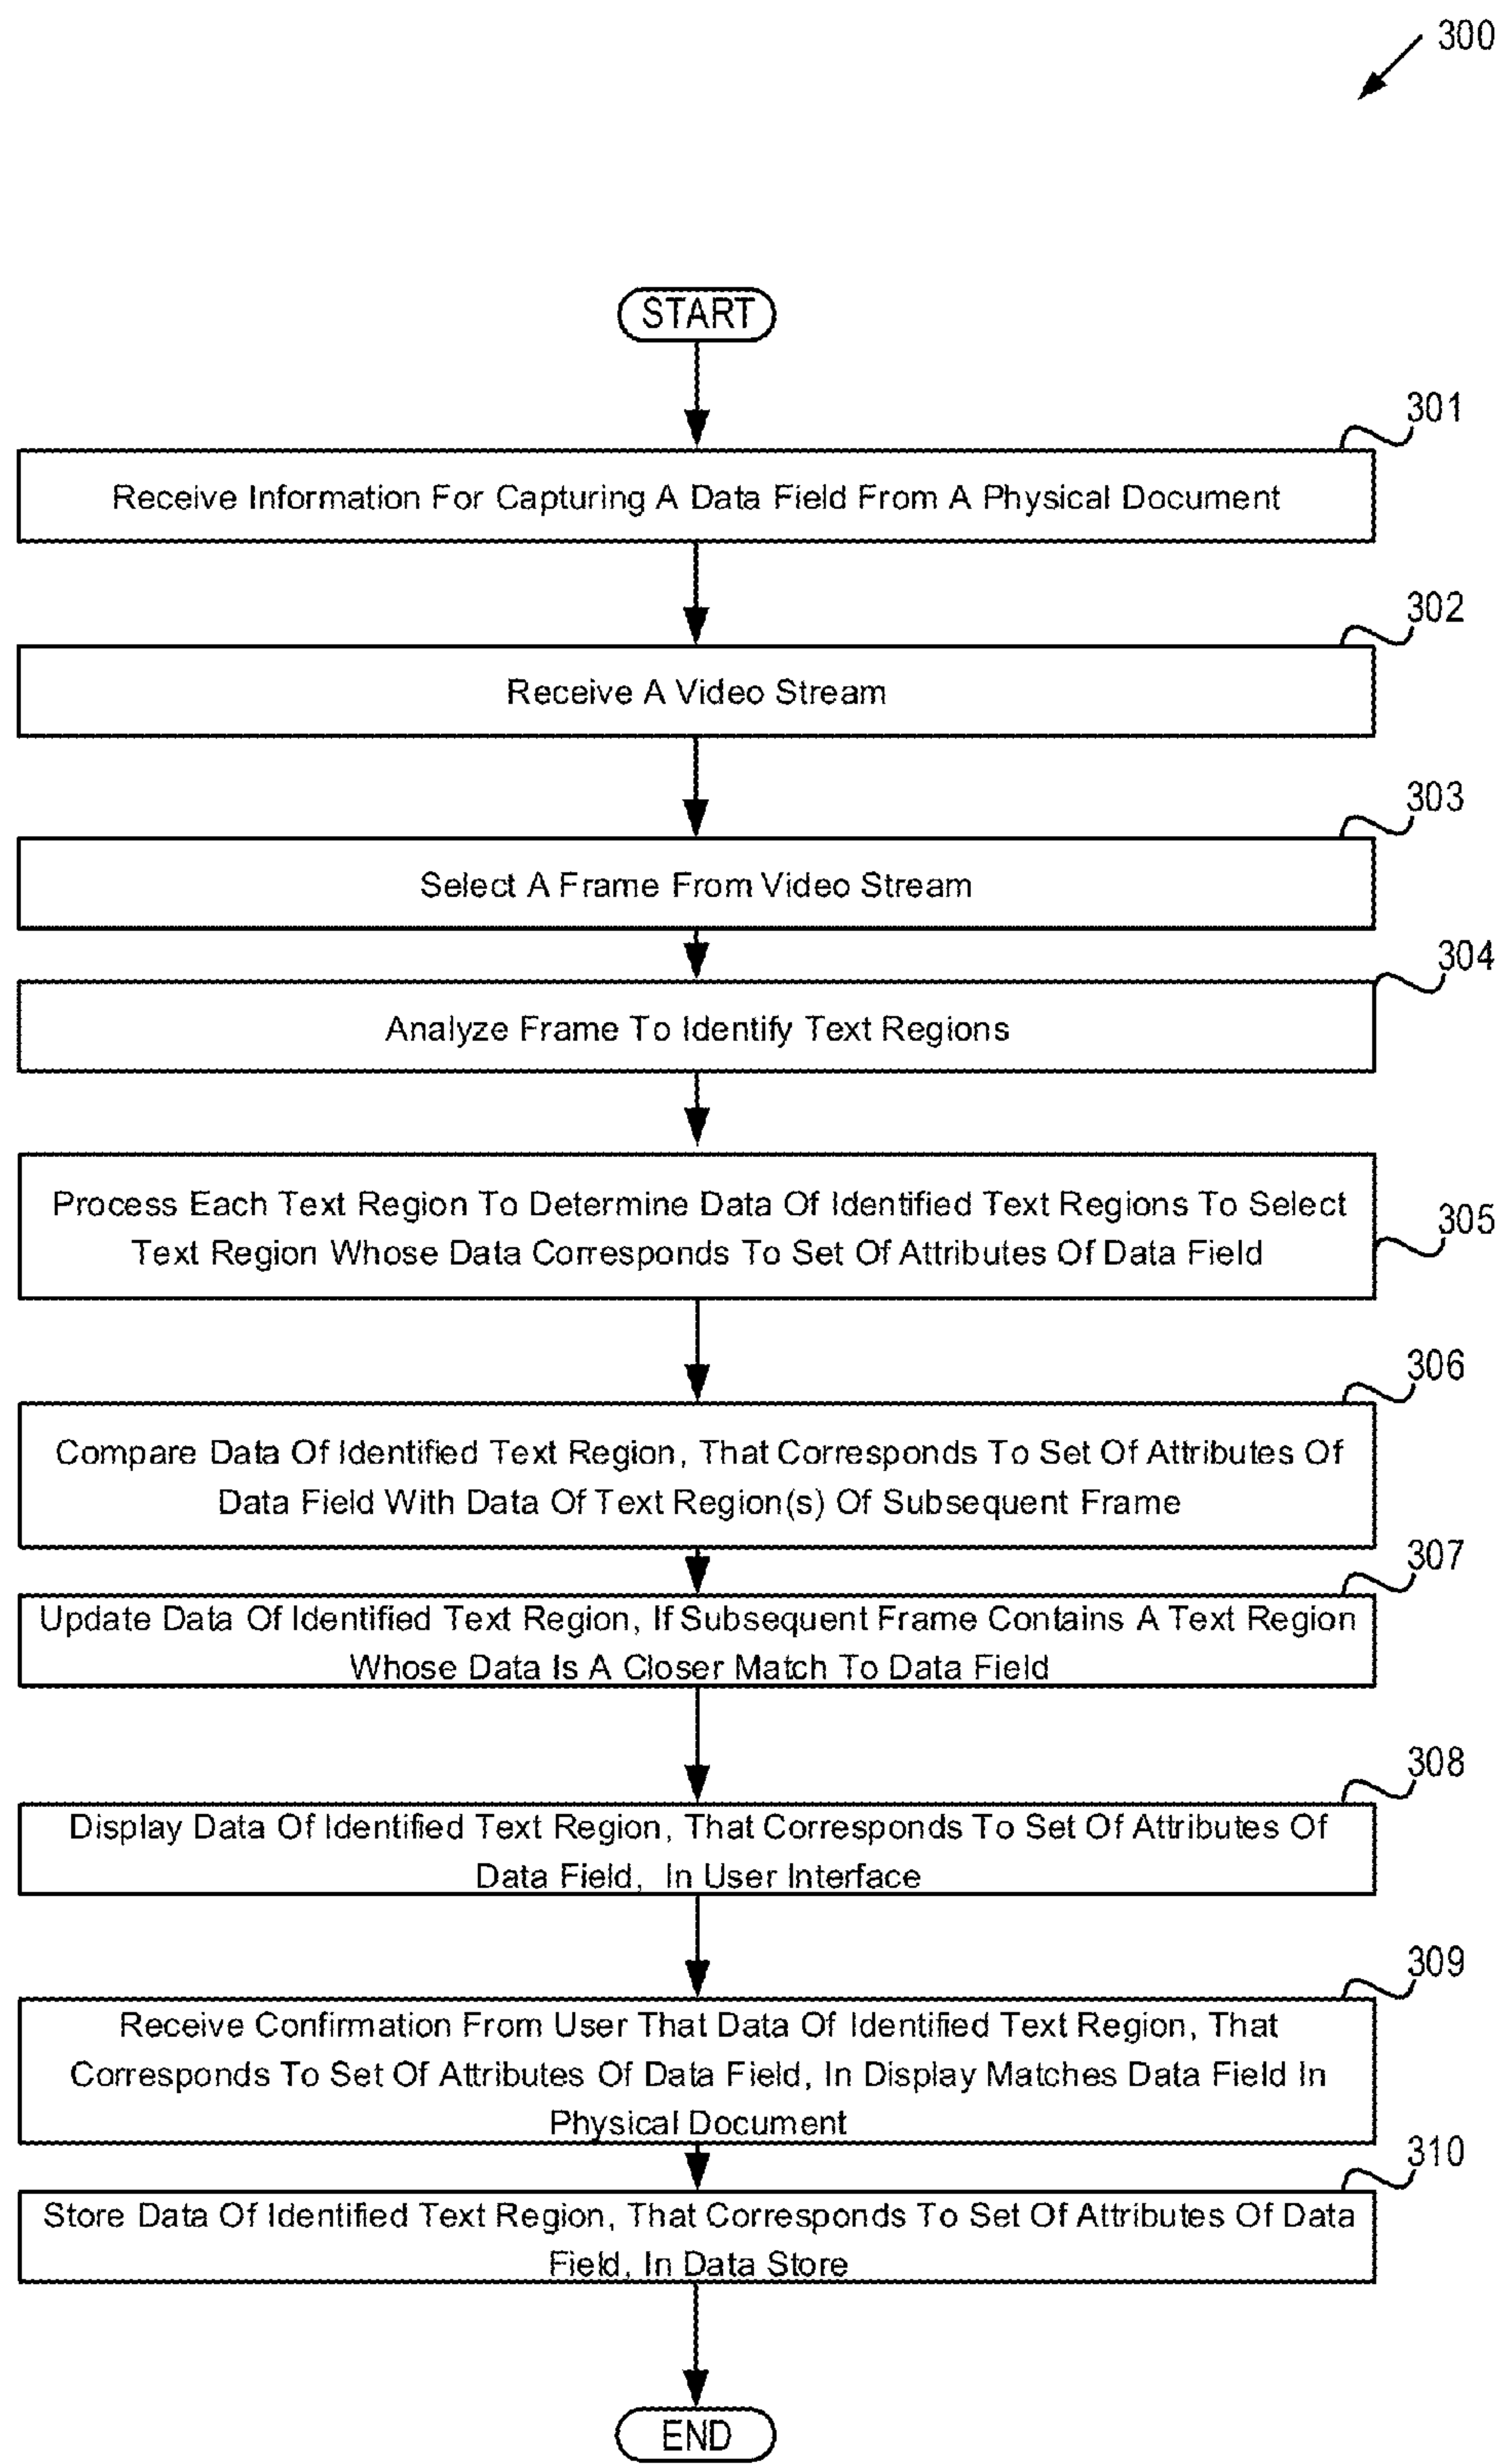 300
START
301
Receive Information For Capturing A Data Field From A Physical Document
302
Receive A Video Stream
303
Select A Frame From Video Stream
304
Analyze Frame To Identify Text Regions
305
Process Each Text Region To Determine Data Of Identified Text Regions To Select
Text Region Whose Data Corresponds To Set Of Attributes Of Data Field
306
Compare Data Of Identified Text Region, That Corresponds To Set Of Attributes Of
Data Field With Data Of Text Region(s) Of Subsequent Frame
307
Update Data Of Identified Text Region, If Subsequent Frame Contains A Text Region
Whose Data Is A Closer Match To Data Field
308
Display Data Of Identified Text Region, That Corresponds To Set Of Attributes Of
Data Field, In User Interface
309
Receive Confirmation From User That Data Of Identified Text Region, That
Corresponds To Set Of Attributes Of Data Field, In Display Matches Data Field In
Physical Document
310
Store Data Of Identified Text Region, That Corresponds To Set Of Attributes Of Data
Field, In Data Store
END